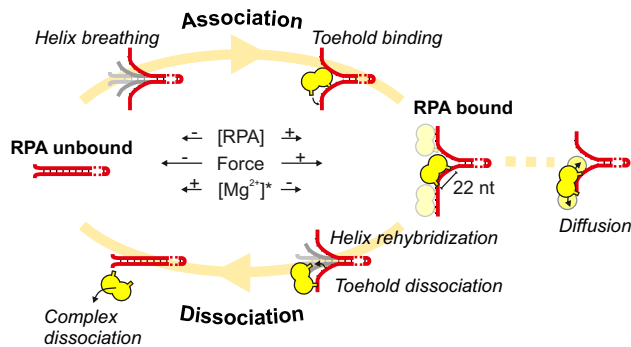 Association
Helix breathing
Toehold binding
RPA bound
RPA unbound
- [RPA] +
- Force +
+ [Mg²⁺]* -
22 nt
Diffusion
Helix rehybridization
Toehold dissociation
Complex
dissociation
Dissociation